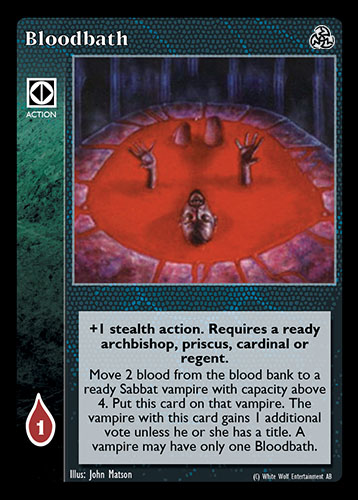 Bloodbath
ACTION
+1 stealth action. Requires a ready
archbishop, priscus, cardinal or
regent.
Move 2 blood from the blood bank to a
ready Sabbat vampire with capacity above
4. Put this card on that vampire. The
vampire with this card gains 1 additional
vote unless he or she has a title. A
vampire may have only one Bloodbath.
1
Illus: John Matson
(C) White Wolf Entertainment AB